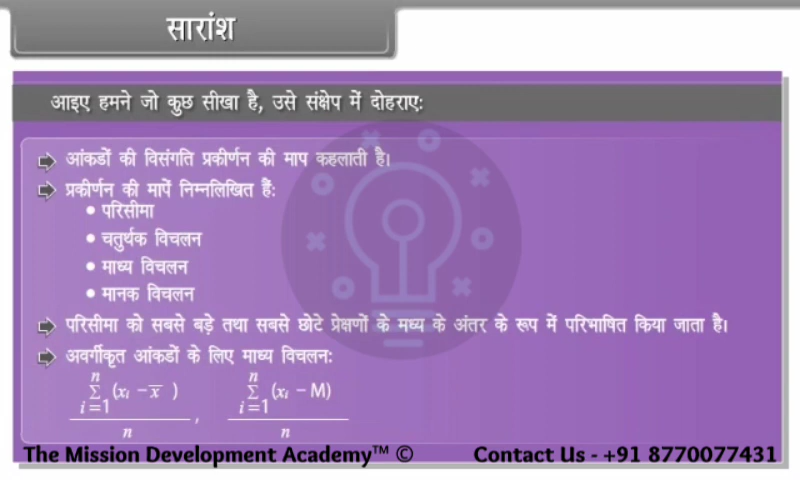 सारांश
आइए हमने जो कुछ सीखा है, उसे संक्षेप में दोहराए:
⇨ आंकडों की विसंगति प्रकीर्णन की माप कहलाती है।
⇨ प्रकीर्णन की मापें निम्नलिखित हैं:
• परिसीमा
• चतुर्थक विचलन
• माध्य विचलन
• मानक विचलन
⇨ परिसीमा को सबसे बड़े तथा सबसे छोटे प्रेक्षणों के मध्य के अंतर के रूप में परिभाषित किया जाता है।
⇨ अवर्गीकृत आंकडों के लिए माध्य विचलन:
n n
Σ (xᵢ − x̅ ) Σ (xᵢ − M)
i=1 , i=1
n n
The Mission Development Academy™ © Contact Us - +91 8770077431